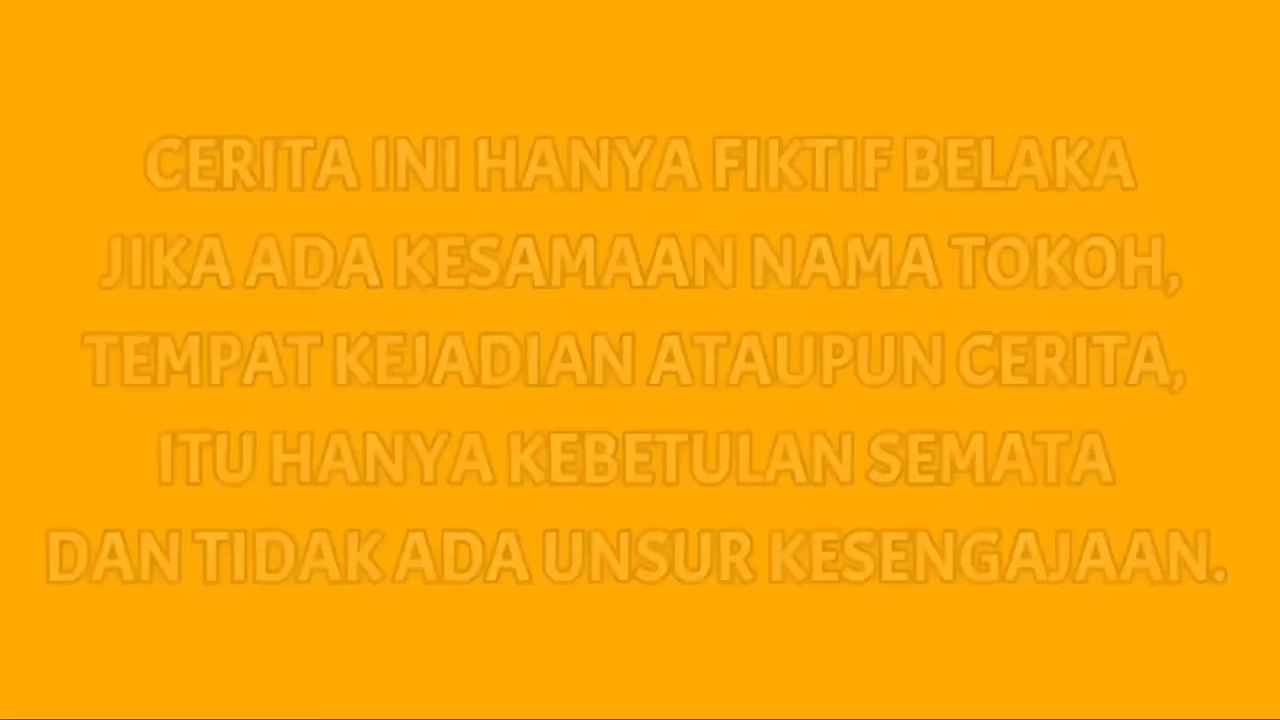 CERITA INI HANYA FIKTIF BELAKA
JIKA ADA KESAMAAN NAMA TOKOH,
TEMPAT KEJADIAN ATAUPUN CERITA,
ITU HANYA KEBETULAN SEMATA
DAN TIDAK ADA UNSUR KESENGAJAAN.